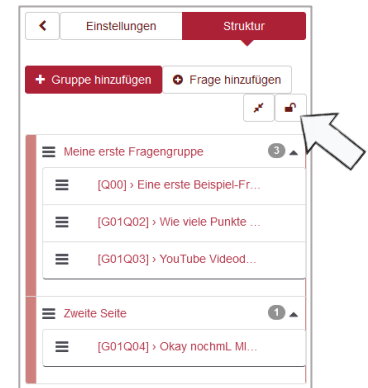 Einstellungen Struktur
Gruppe hinzufügen Frage hinzufügen
Meine erste Fragengruppe 3
[Q00] › Eine erste Beispiel-Fr...
[G01Q02] › Wie viele Punkte ...
[G01Q03] › YouTube Videod...
Zweite Seite 1
[G01Q04] › Okay nochmL MI...